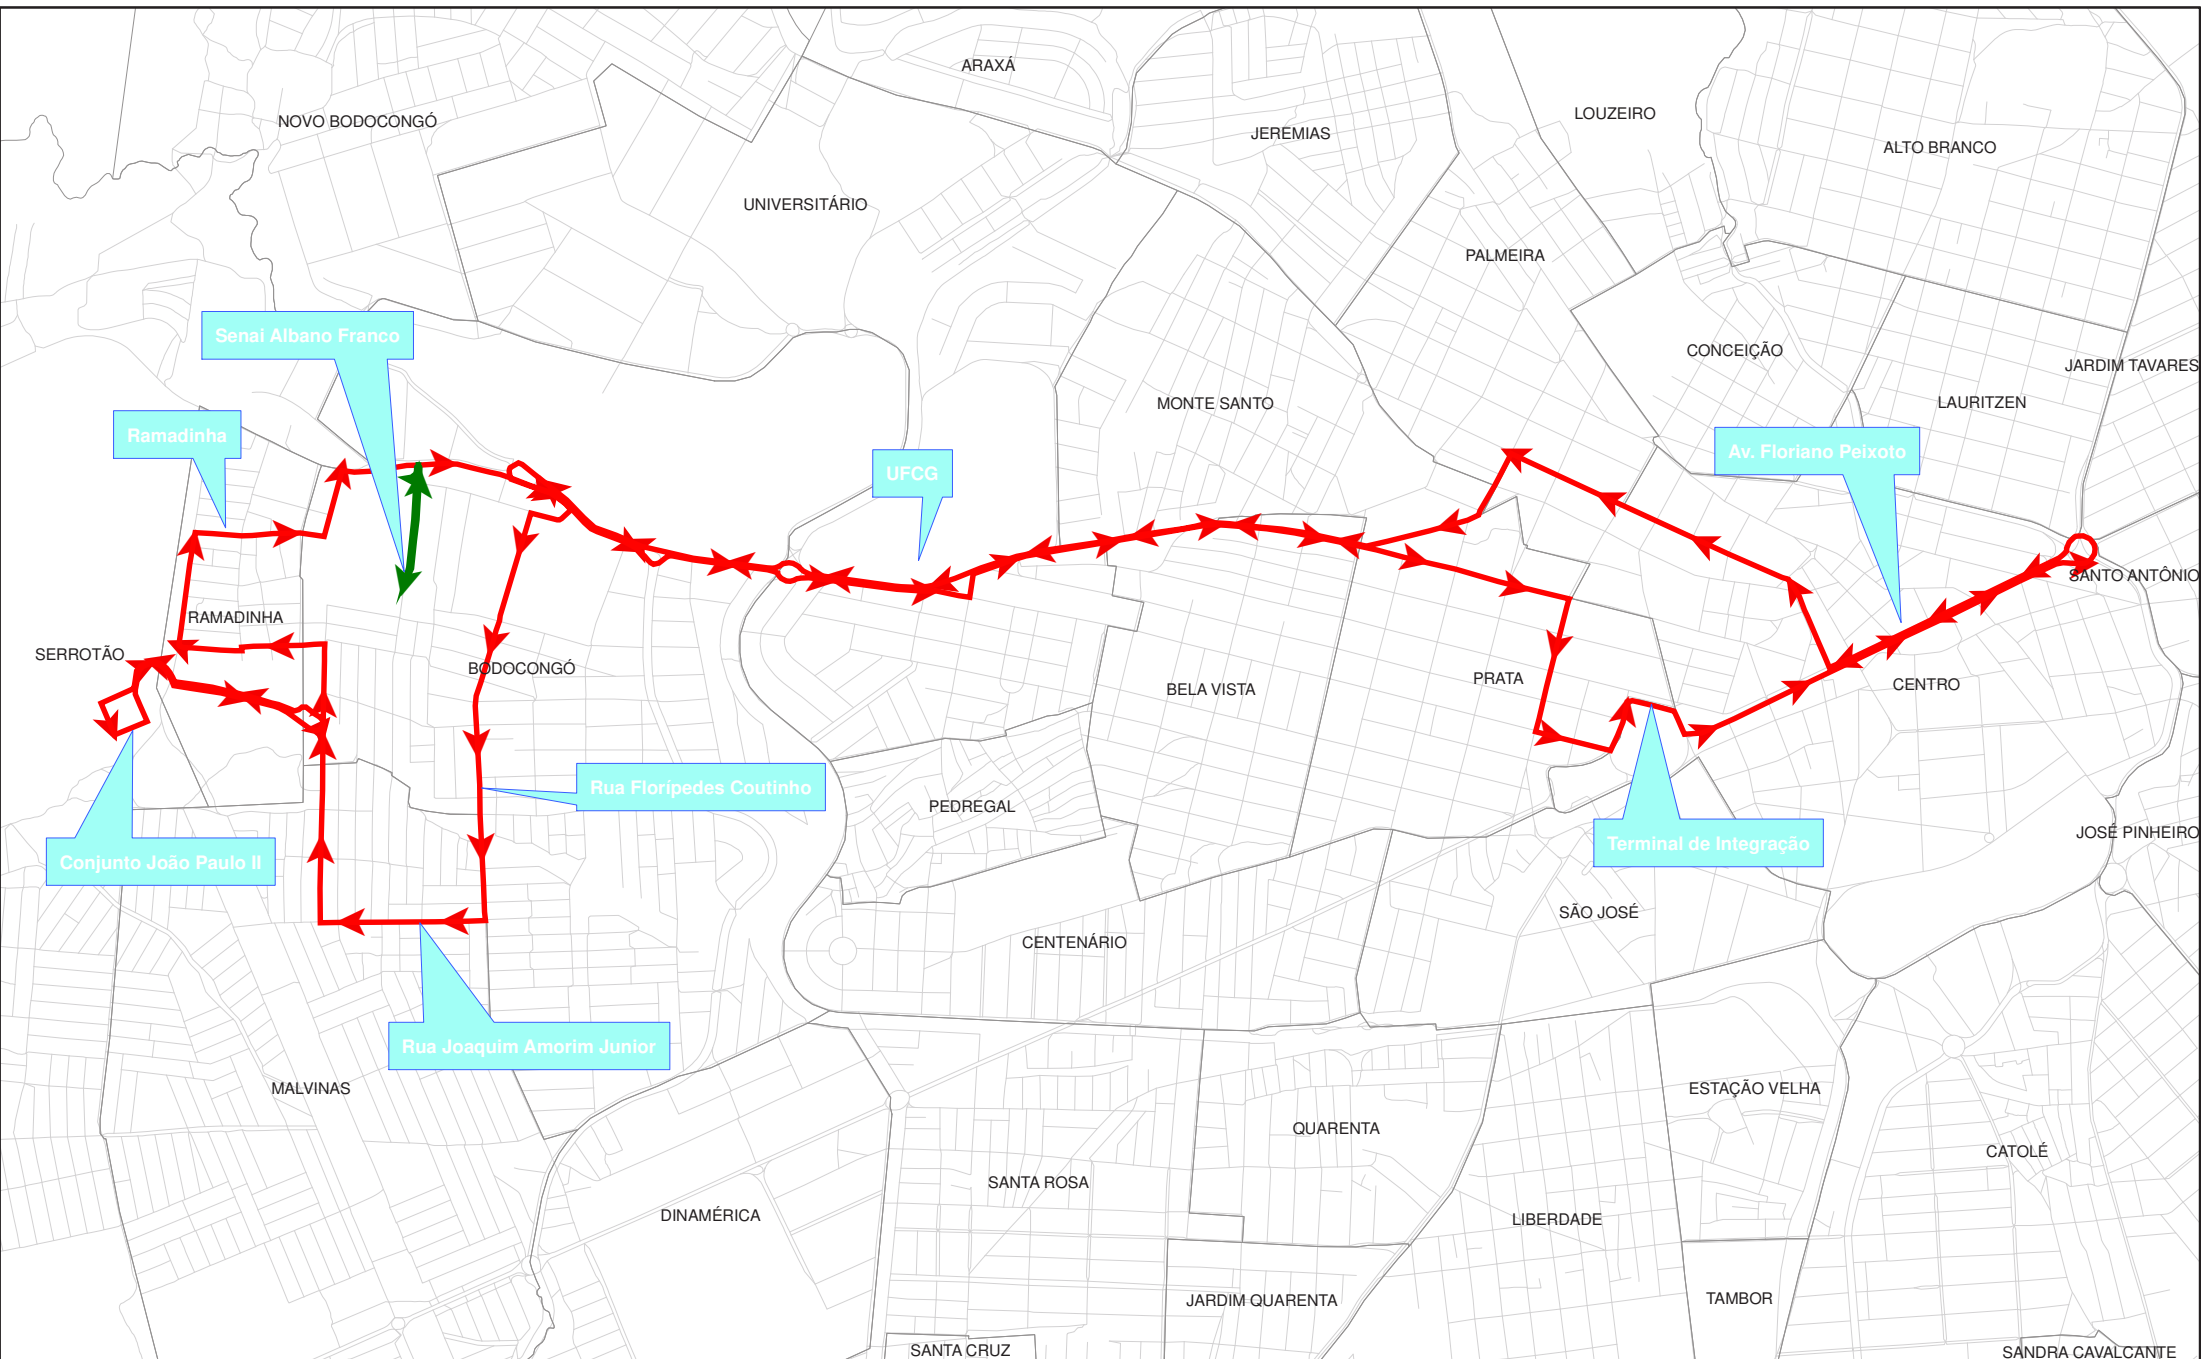 ARAXÁ
LOUZEIRO
NOVO BODOCONGÓ
JEREMIAS
ALTO BRANCO
UNIVERSITÁRIO
PALMEIRA
Senai Albano Franco
CONCEIÇÃO
JARDIM TAVARES
MONTE SANTO
LAURITZEN
Ramadinha
Av. Floriano Peixoto
UFCG
SANTO ANTÔNIO
RAMADINHA
SERROTÃO
BODOCONGÓ
PRATA
CENTRO
BELA VISTA
Rua Florípedes Coutinho
PEDREGAL
JOSÉ PINHEIRO
Terminal de Integração
Conjunto João Paulo II
SÃO JOSÉ
CENTENÁRIO
Rua Joaquim Amorim Junior
MALVINAS
ESTAÇÃO VELHA
QUARENTA
CATOLÉ
SANTA ROSA
DINAMÉRICA
LIBERDADE
JARDIM QUARENTA
TAMBOR
SANTA CRUZ
SANDRA CAVALCANTE